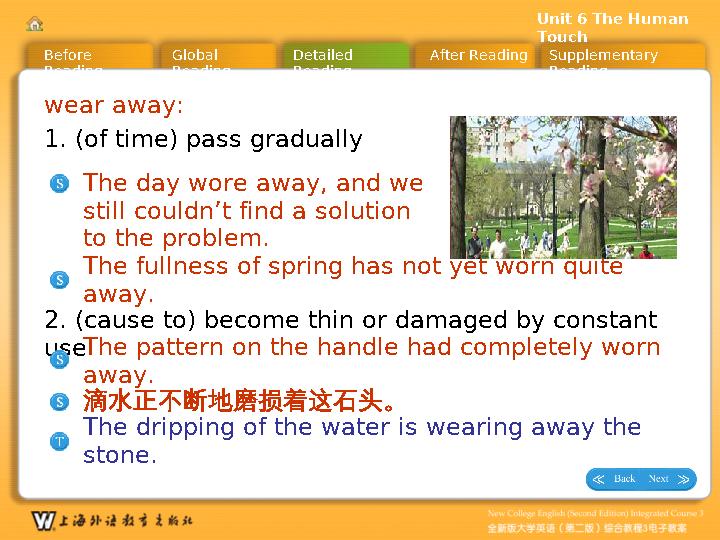 Unit 6 The Human
Touch
Before
Reading
Global
Reading
Detailed
Reading
After Reading
Supplementary
Reading
wear away:
1. (of time) pass gradually
S
The day wore away, and we
still couldn’t find a solution
to the problem.
S
The fullness of spring has not yet worn quite
away.
2. (cause to) become thin or damaged by constant
use
S
The pattern on the handle had completely worn
away.
S
滴水正不断地磨损着这石头。
T
The dripping of the water is wearing away the
stone.
Back Next
W 上海外语教育出版社
New College English (Second Edition) Integrated Course 3
全新版大学英语（第二版）综合教程3电子教案